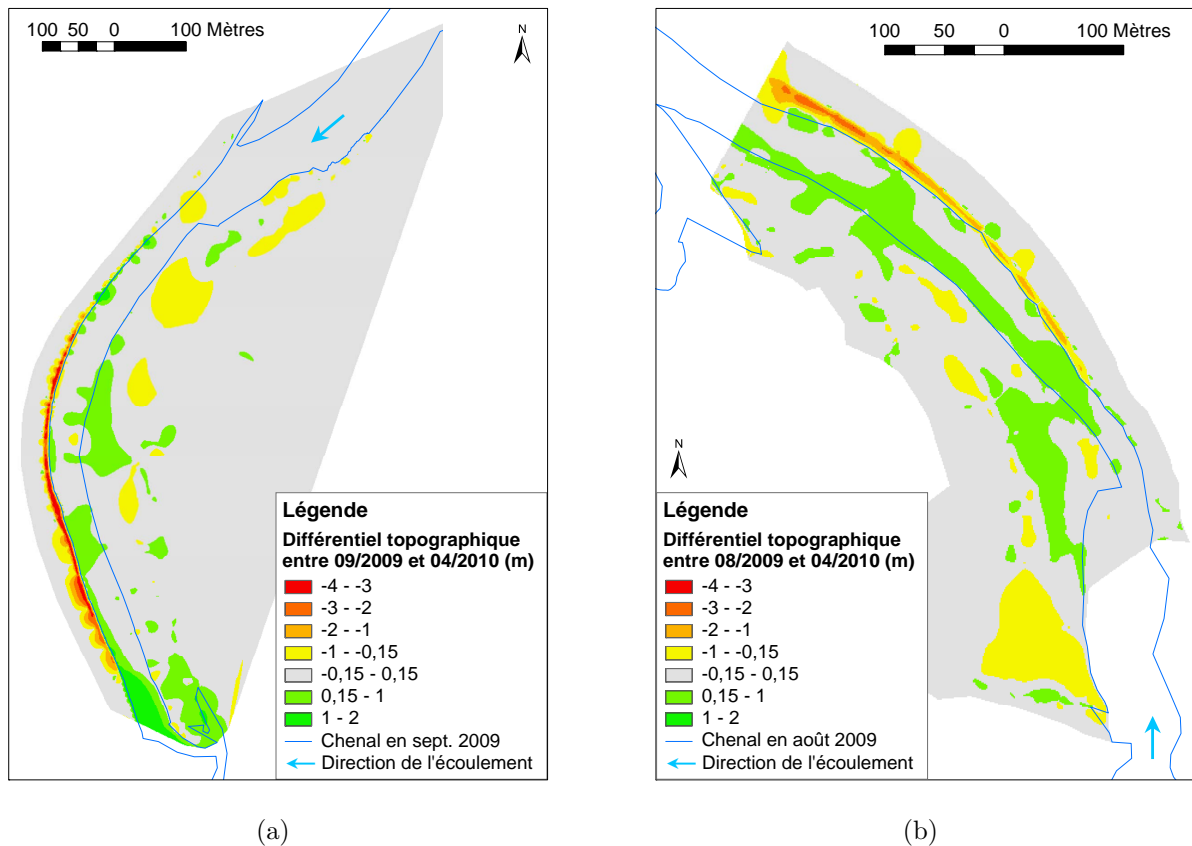 100 50 0 100 Mètres
N
Légende
Différentiel topographique
entre 09/2009 et 04/2010 (m)
-4 - -3
-3 - -2
-2 - -1
-1 - -0,15
-0,15 - 0,15
0,15 - 1
1 - 2
Chenal en sept. 2009
Direction de l'écoulement
(a)
100 50 0 100 Mètres
N
Légende
Différentiel topographique
entre 08/2009 et 04/2010 (m)
-4 - -3
-3 - -2
-2 - -1
-1 - -0,15
-0,15 - 0,15
0,15 - 1
1 - 2
Chenal en août 2009
Direction de l'écoulement
(b)